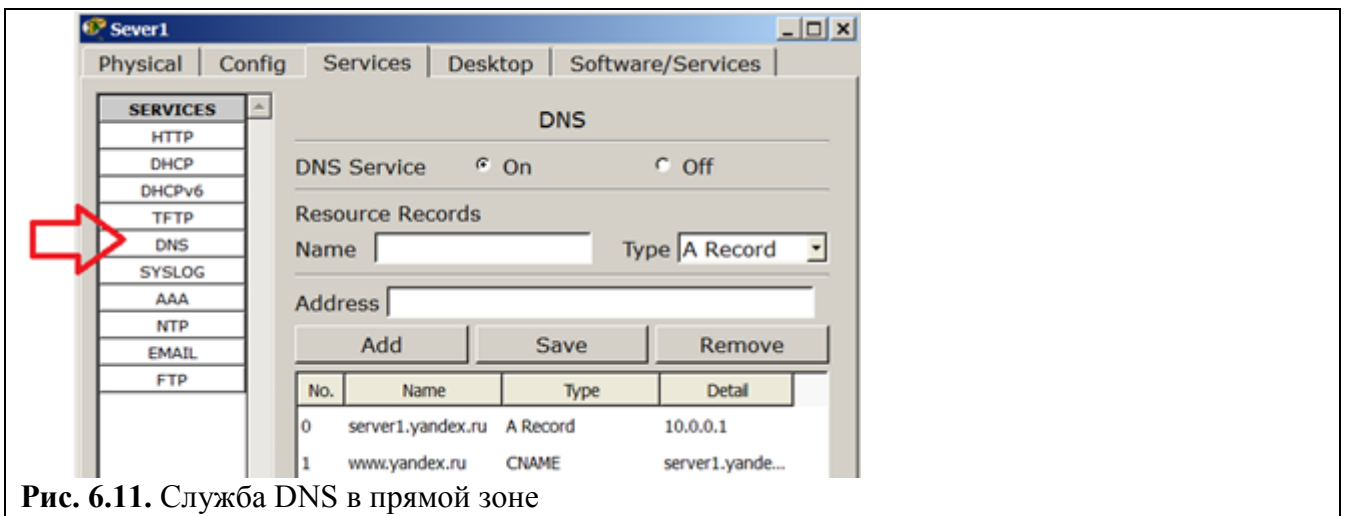 Sever1
Physical Config Services Desktop Software/Services
SERVICES
HTTP
DHCP
DHCPv6
TFTP
DNS
SYSLOG
AAA
NTP
EMAIL
FTP
DNS
DNS Service On Off
Resource Records
Name Type A Record
Address
Add Save Remove
No. Name Type Detail
0 server1.yandex.ru A Record 10.0.0.1
1 www.yandex.ru CNAME server1.yande...
Рис. 6.11. Служба DNS в прямой зоне